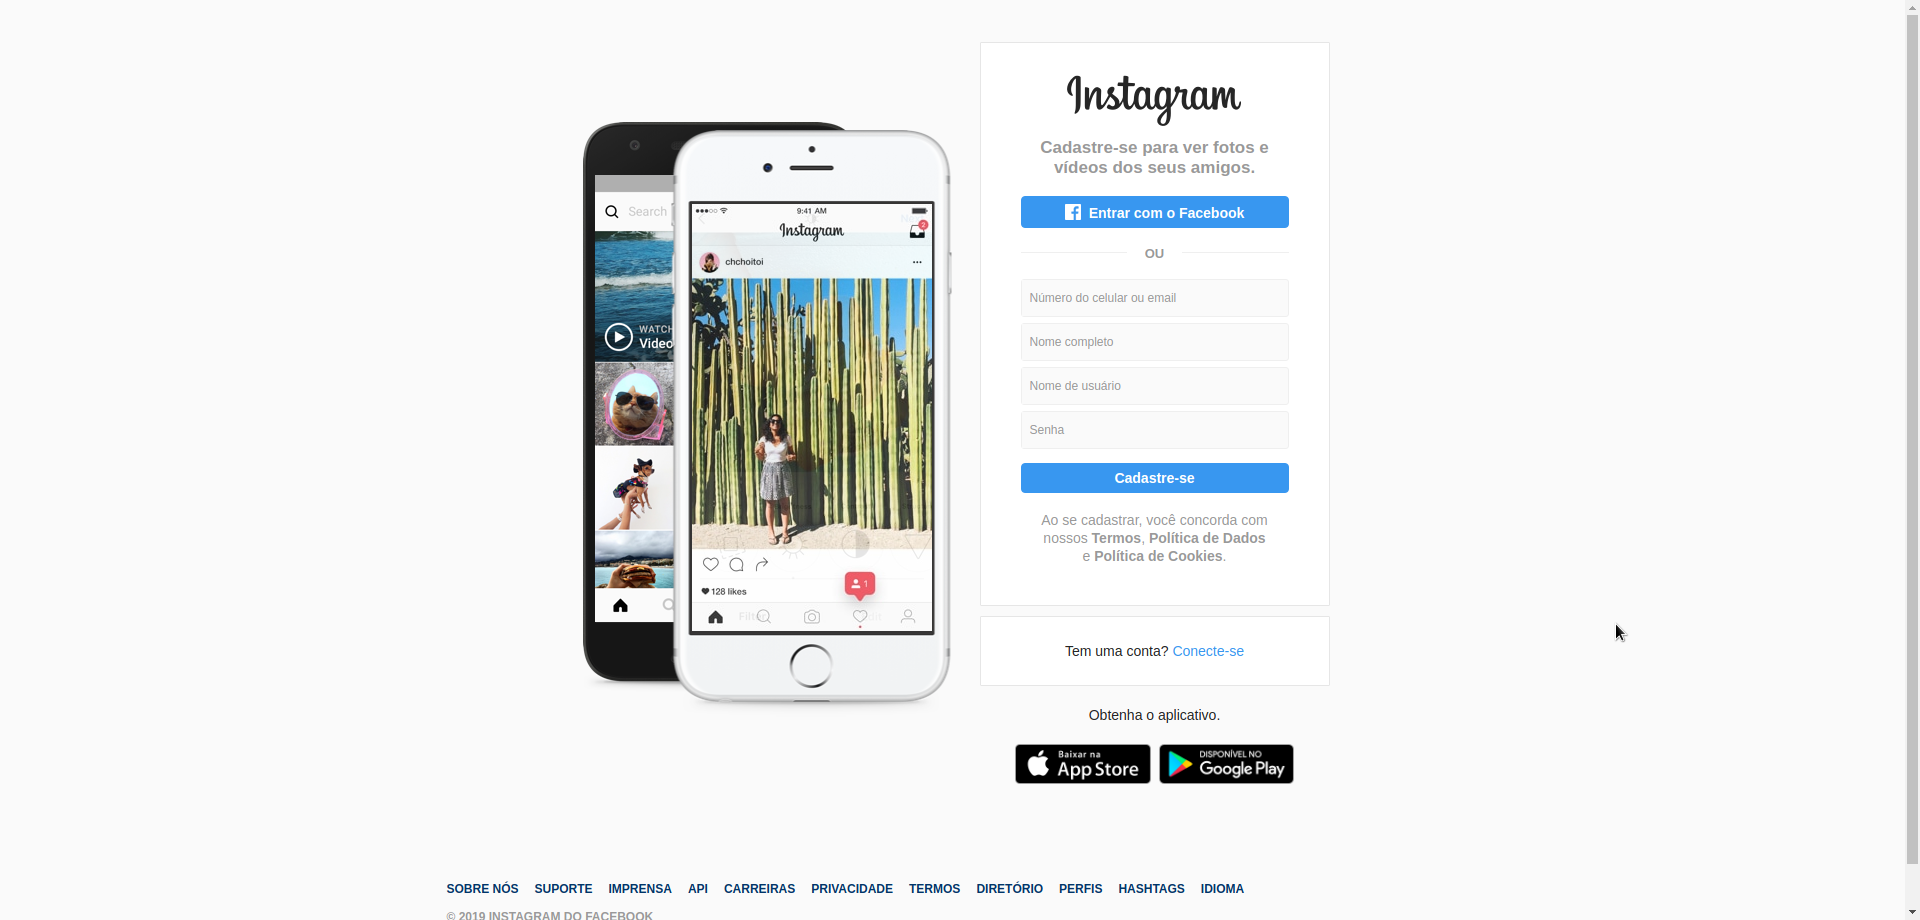 Search
WATCH
Video
9:41 AM
Instagram
2
chchoitoi
1
128 likes
Filter
Instagram
Cadastre-se para ver fotos e
vídeos dos seus amigos.
Entrar com o Facebook
OU
Número do celular ou email
Nome completo
Nome de usuário
Senha
Cadastre-se
Ao se cadastrar, você concorda com
nossos Termos, Política de Dados
e Política de Cookies.
Tem uma conta? Conecte-se
Obtenha o aplicativo.
Baixar na
App Store
DISPONÍVEL NO
Google Play
SOBRE NÓS SUPORTE IMPRENSA API CARREIRAS PRIVACIDADE TERMOS DIRETÓRIO PERFIS HASHTAGS IDIOMA
© 2019 INSTAGRAM DO FACEBOOK